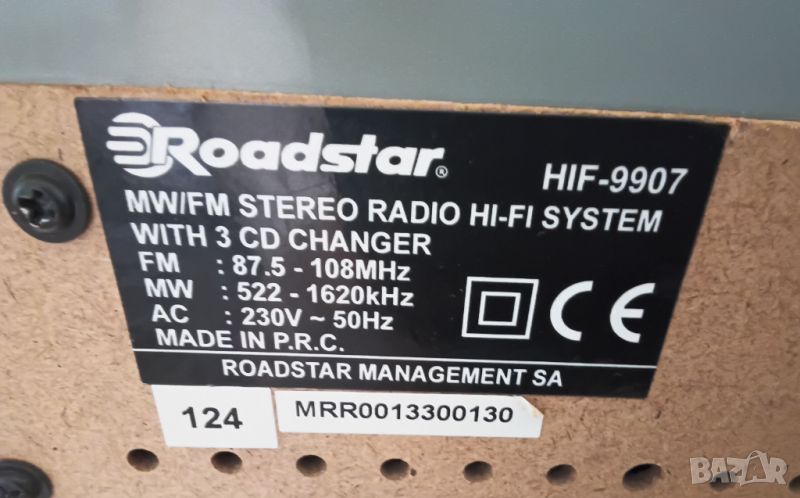 Roadstar®
HIF-9907
MW/FM STEREO RADIO HI-FI SYSTEM
WITH 3 CD CHANGER
FM : 87.5 - 108MHz
MW : 522 - 1620kHz
AC : 230V ~ 50Hz
MADE IN P.R.C.
CE
ROADSTAR MANAGEMENT SA
124
MRR0013300130
BAZAR